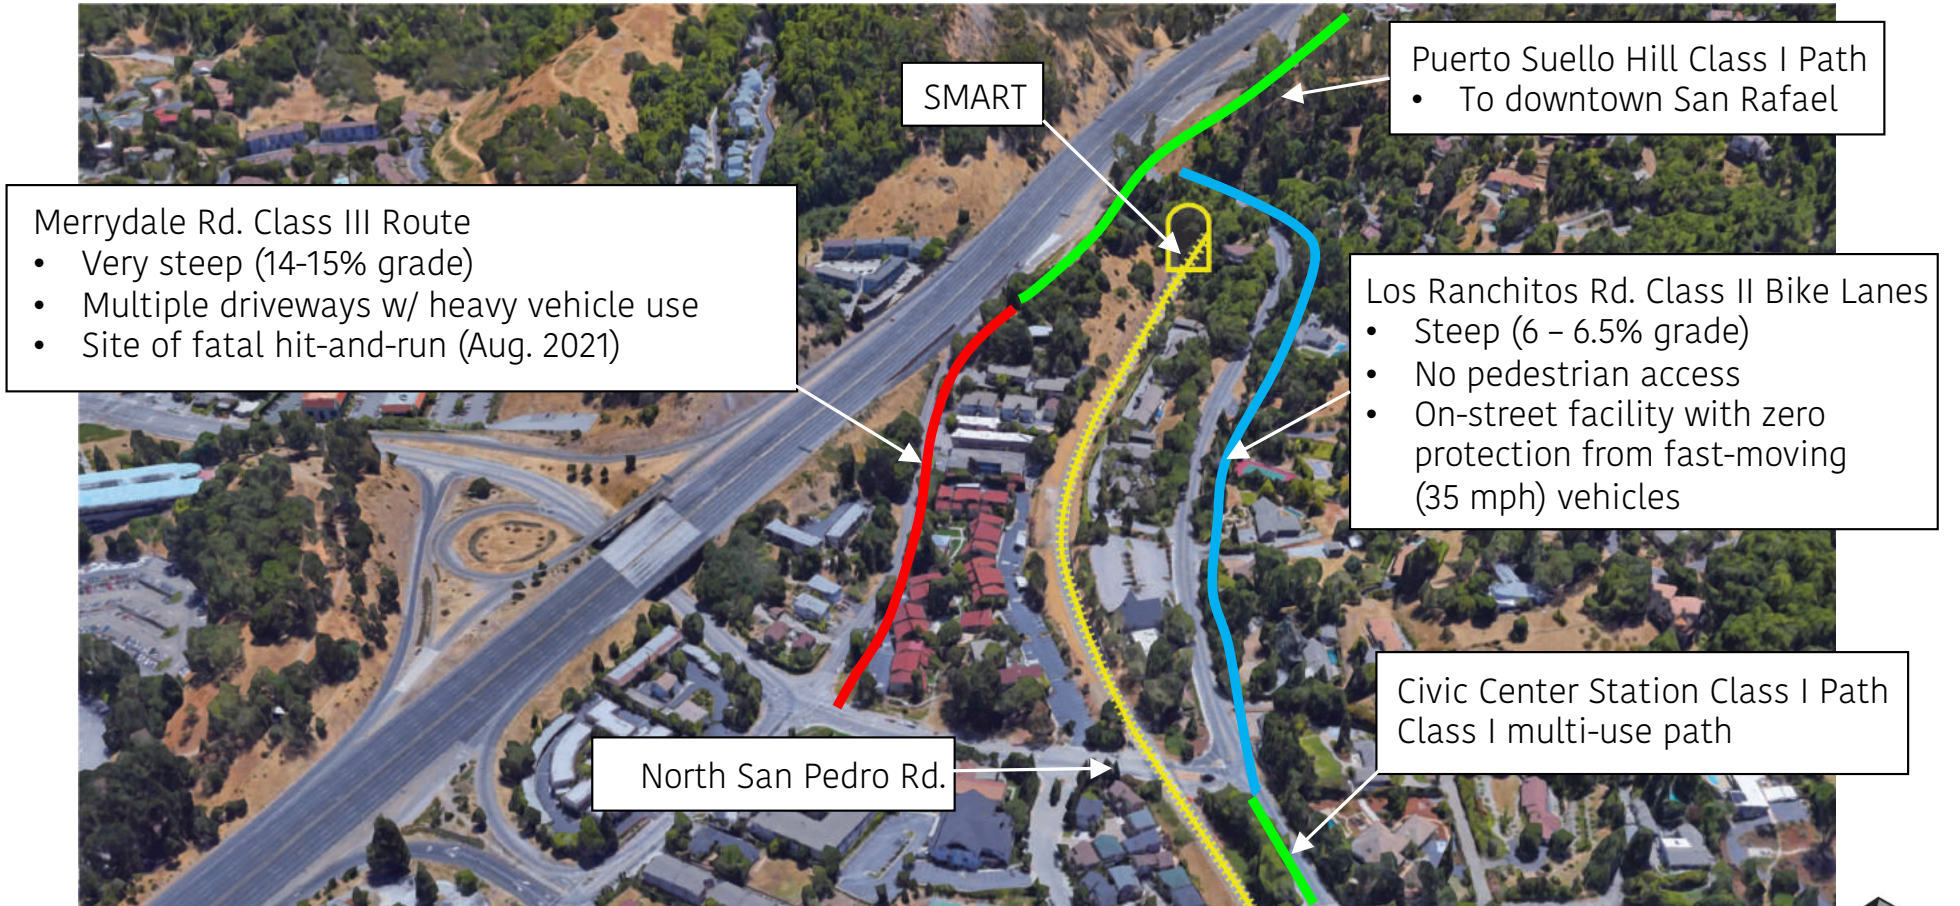 Puerto Suello Hill Class I Path
• To downtown San Rafael
SMART
Merrydale Rd. Class III Route
• Very steep (14-15% grade)
• Multiple driveways w/ heavy vehicle use
• Site of fatal hit-and-run (Aug. 2021)
Los Ranchitos Rd. Class II Bike Lanes
• Steep (6 – 6.5% grade)
• No pedestrian access
• On-street facility with zero
protection from fast-moving
(35 mph) vehicles
Civic Center Station Class I Path
Class I multi-use path
North San Pedro Rd.